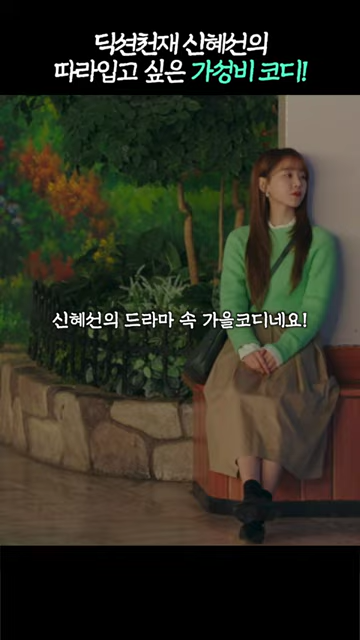 딕션천재 신혜선의
따라입고 싶은 가성비 코디!
신혜선의 드라마 속 가을코디네요!